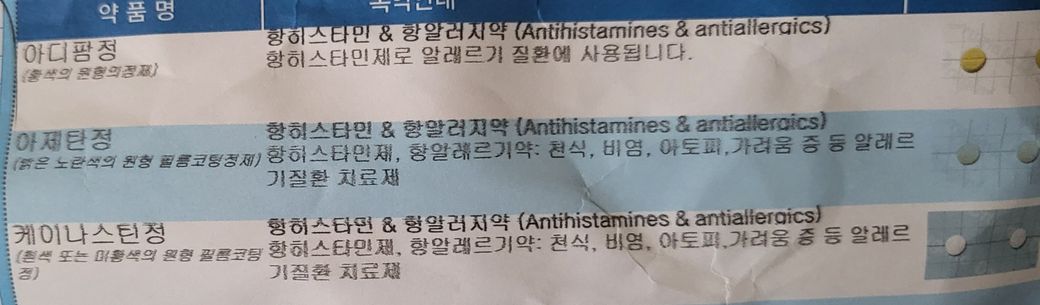 약 품 명
복약안내
아디팜정
(황색의 원형의정제)
항히스타민 & 항알러지약 (Antihistamines & antiallergics)
항히스타민제로 알레르기 질환에 사용됩니다.
아제탄정
(밝은 노란색의 원형 필름코팅정제)
항히스타민 & 항알러지약 (Antihistamines & antiallergics)
항히스타민제, 항알레르기약: 천식, 비염, 아토피,가려움 증 등 알레르
기질환 치료제
케이나스틴정
(흰색 또는 미황색의 원형 필름코팅
정)
항히스타민 & 항알러지약 (Antihistamines & antiallergics)
항히스타민제, 항알레르기약: 천식, 비염, 아토피,가려움 증 등 알레르
기질환 치료제